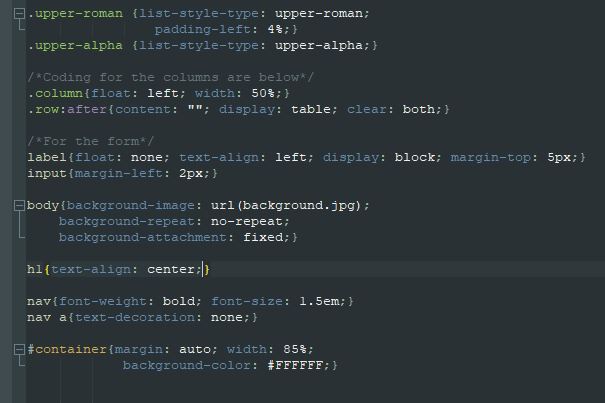 .upper-roman {list-style-type: upper-roman;
padding-left: 4%;}
.upper-alpha {list-style-type: upper-alpha;}
/*Coding for the columns are below*/
.column{float: left; width: 50%;}
.row:after{content: ""; display: table; clear: both;}
/*For the form*/
label{float: none; text-align: left; display: block; margin-top: 5px;}
input{margin-left: 2px;}
body{background-image: url(background.jpg);
background-repeat: no-repeat;
background-attachment: fixed;}
h1{text-align: center;}
nav{font-weight: bold; font-size: 1.5em;}
nav a{text-decoration: none;}
#container{margin: auto; width: 85%;
background-color: #FFFFFF;}